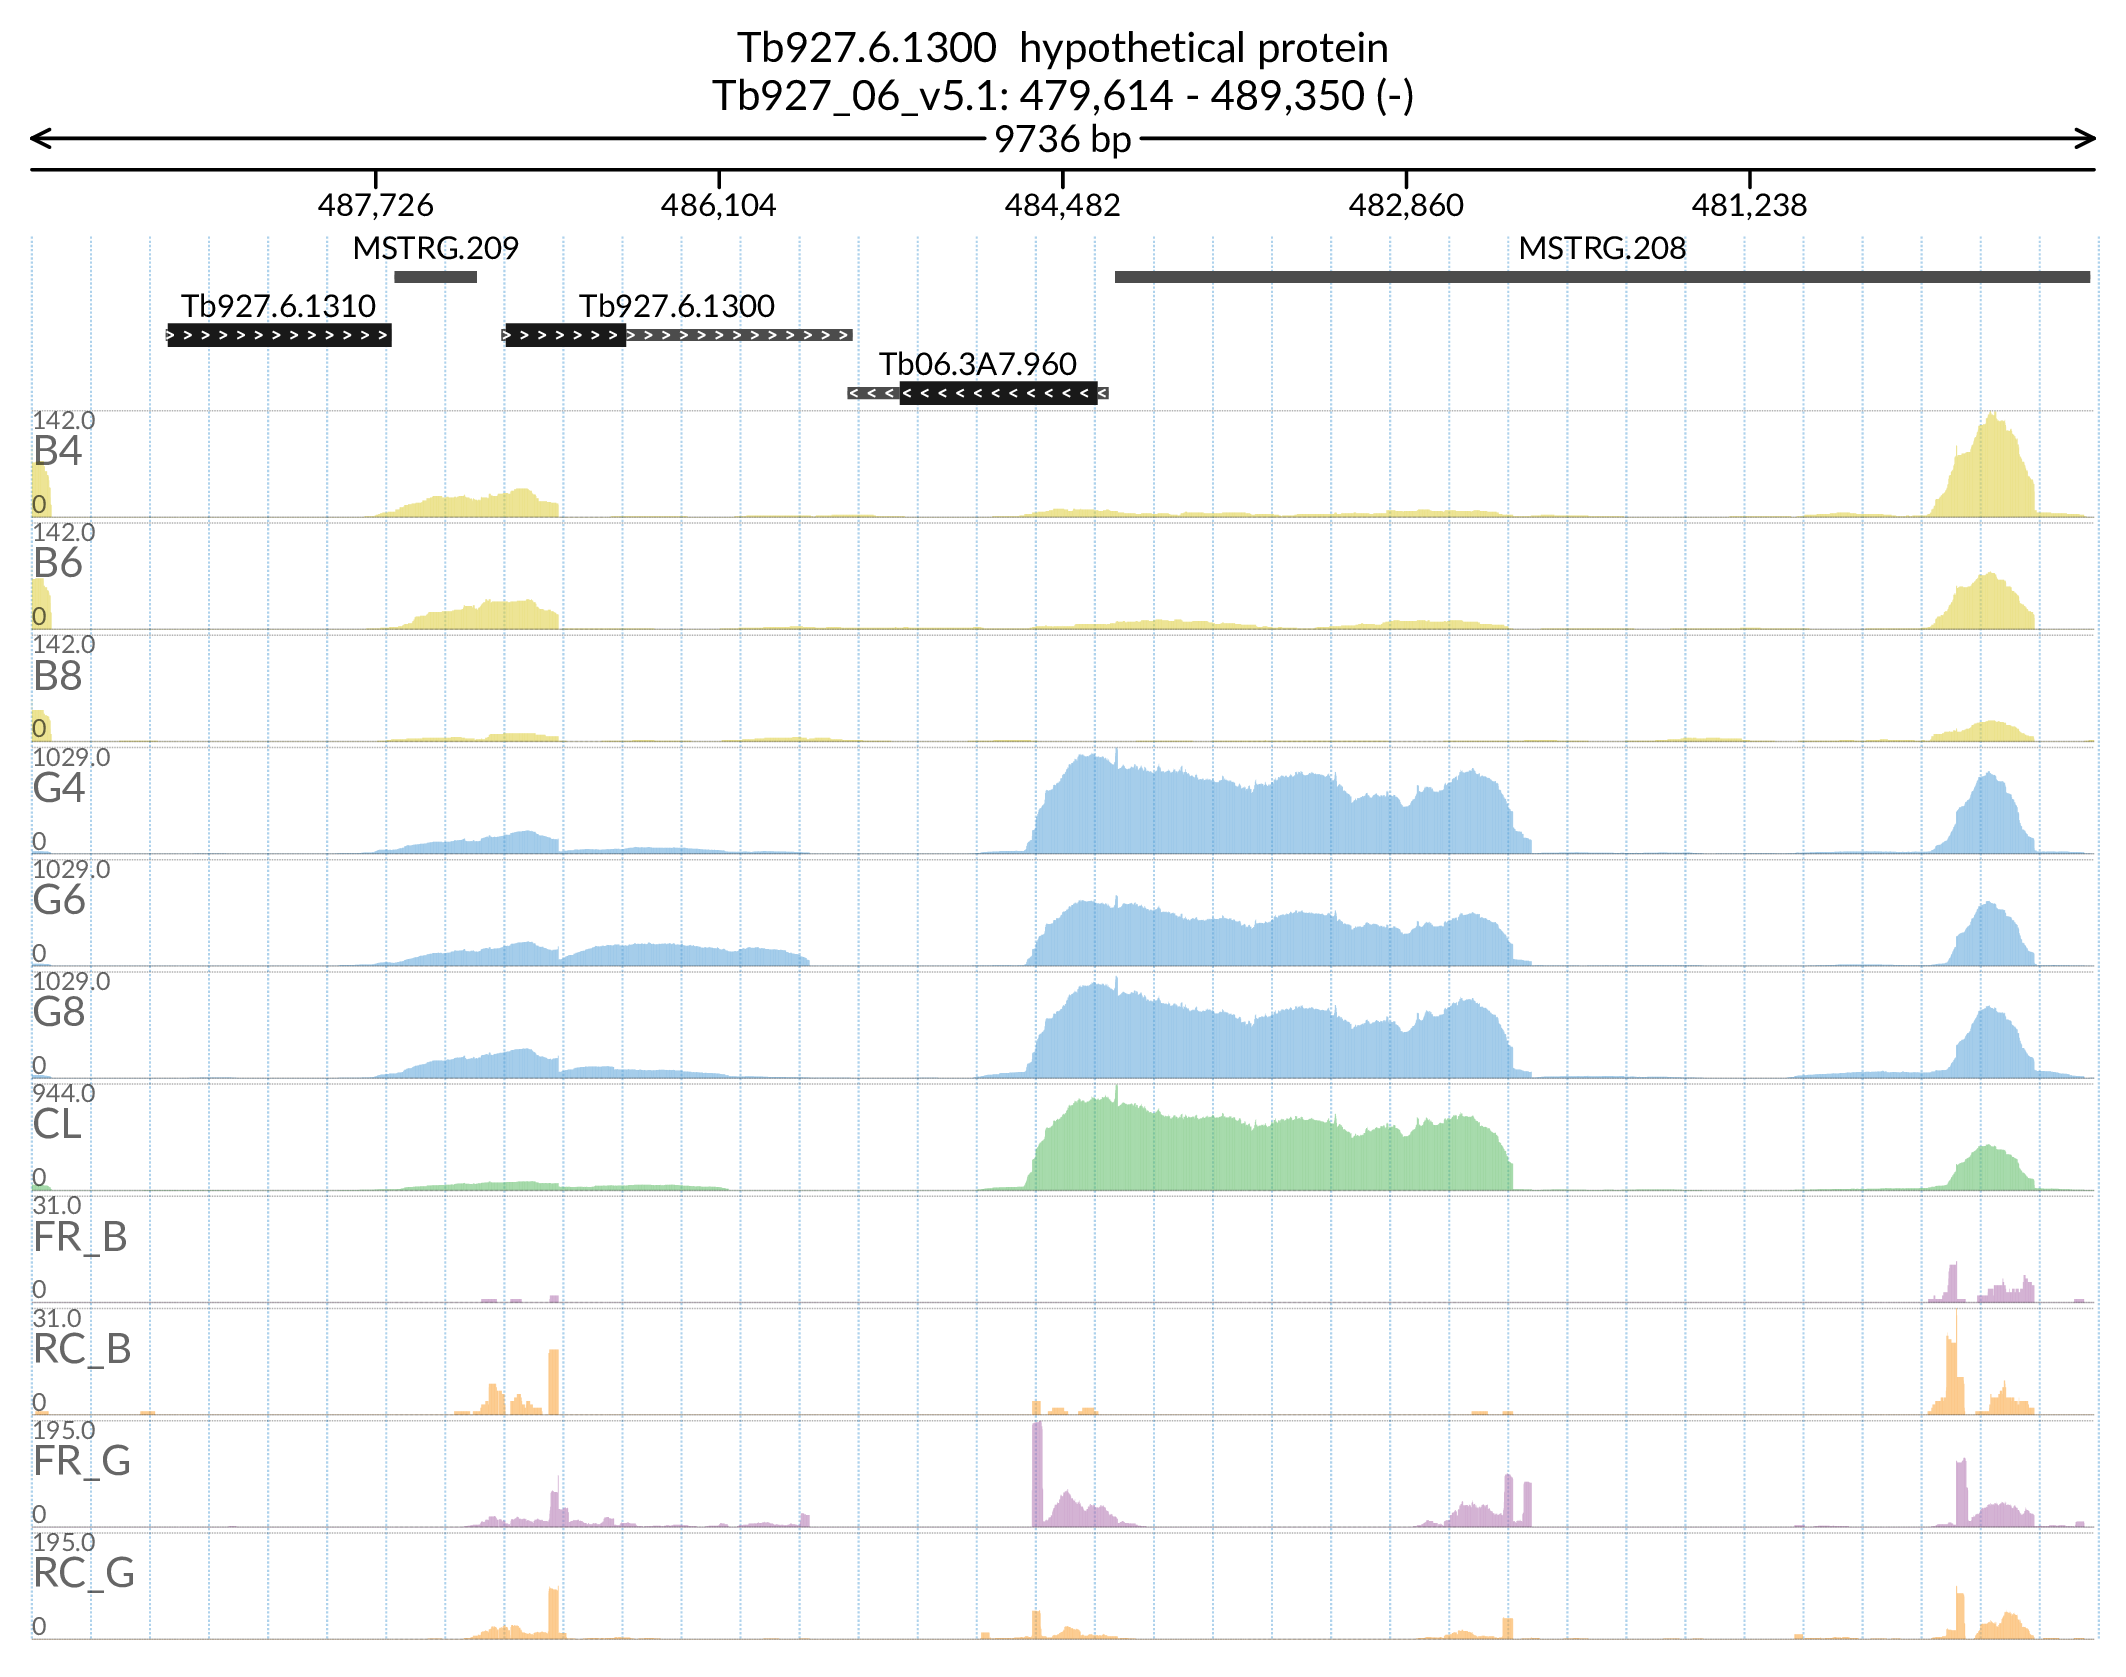 Tb927.6.1300  hypothetical protein
Tb927_06_v5.1: 479,614 - 489,350 (-)
9736 bp
487,726 486,104 484,482 482,860 481,238
MSTRG.209 MSTRG.208
Tb927.6.1310 Tb927.6.1300
Tb06.3A7.960
142.0
B4
0
142.0
B6
0
142.0
B8
0
1029.0
G4
0
1029.0
G6
0
1029.0
G8
0
944.0
CL
0
31.0
FR_B
0
31.0
RC_B
0
195.0
FR_G
0
195.0
RC_G
0